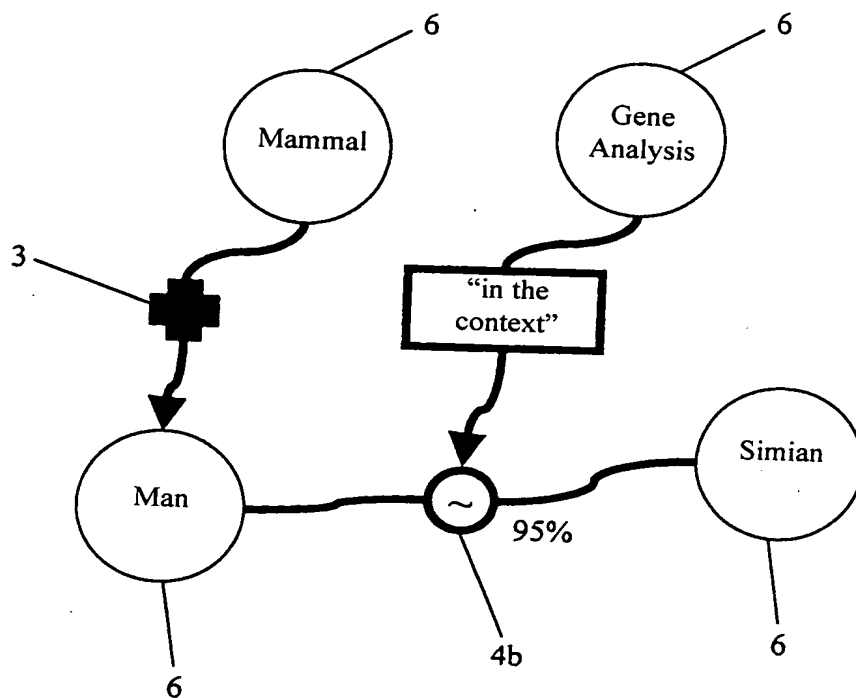 6
6
Mammal
Gene
Analysis
3
“in the
context”
Man
~
Simian
95%
6
4b
6